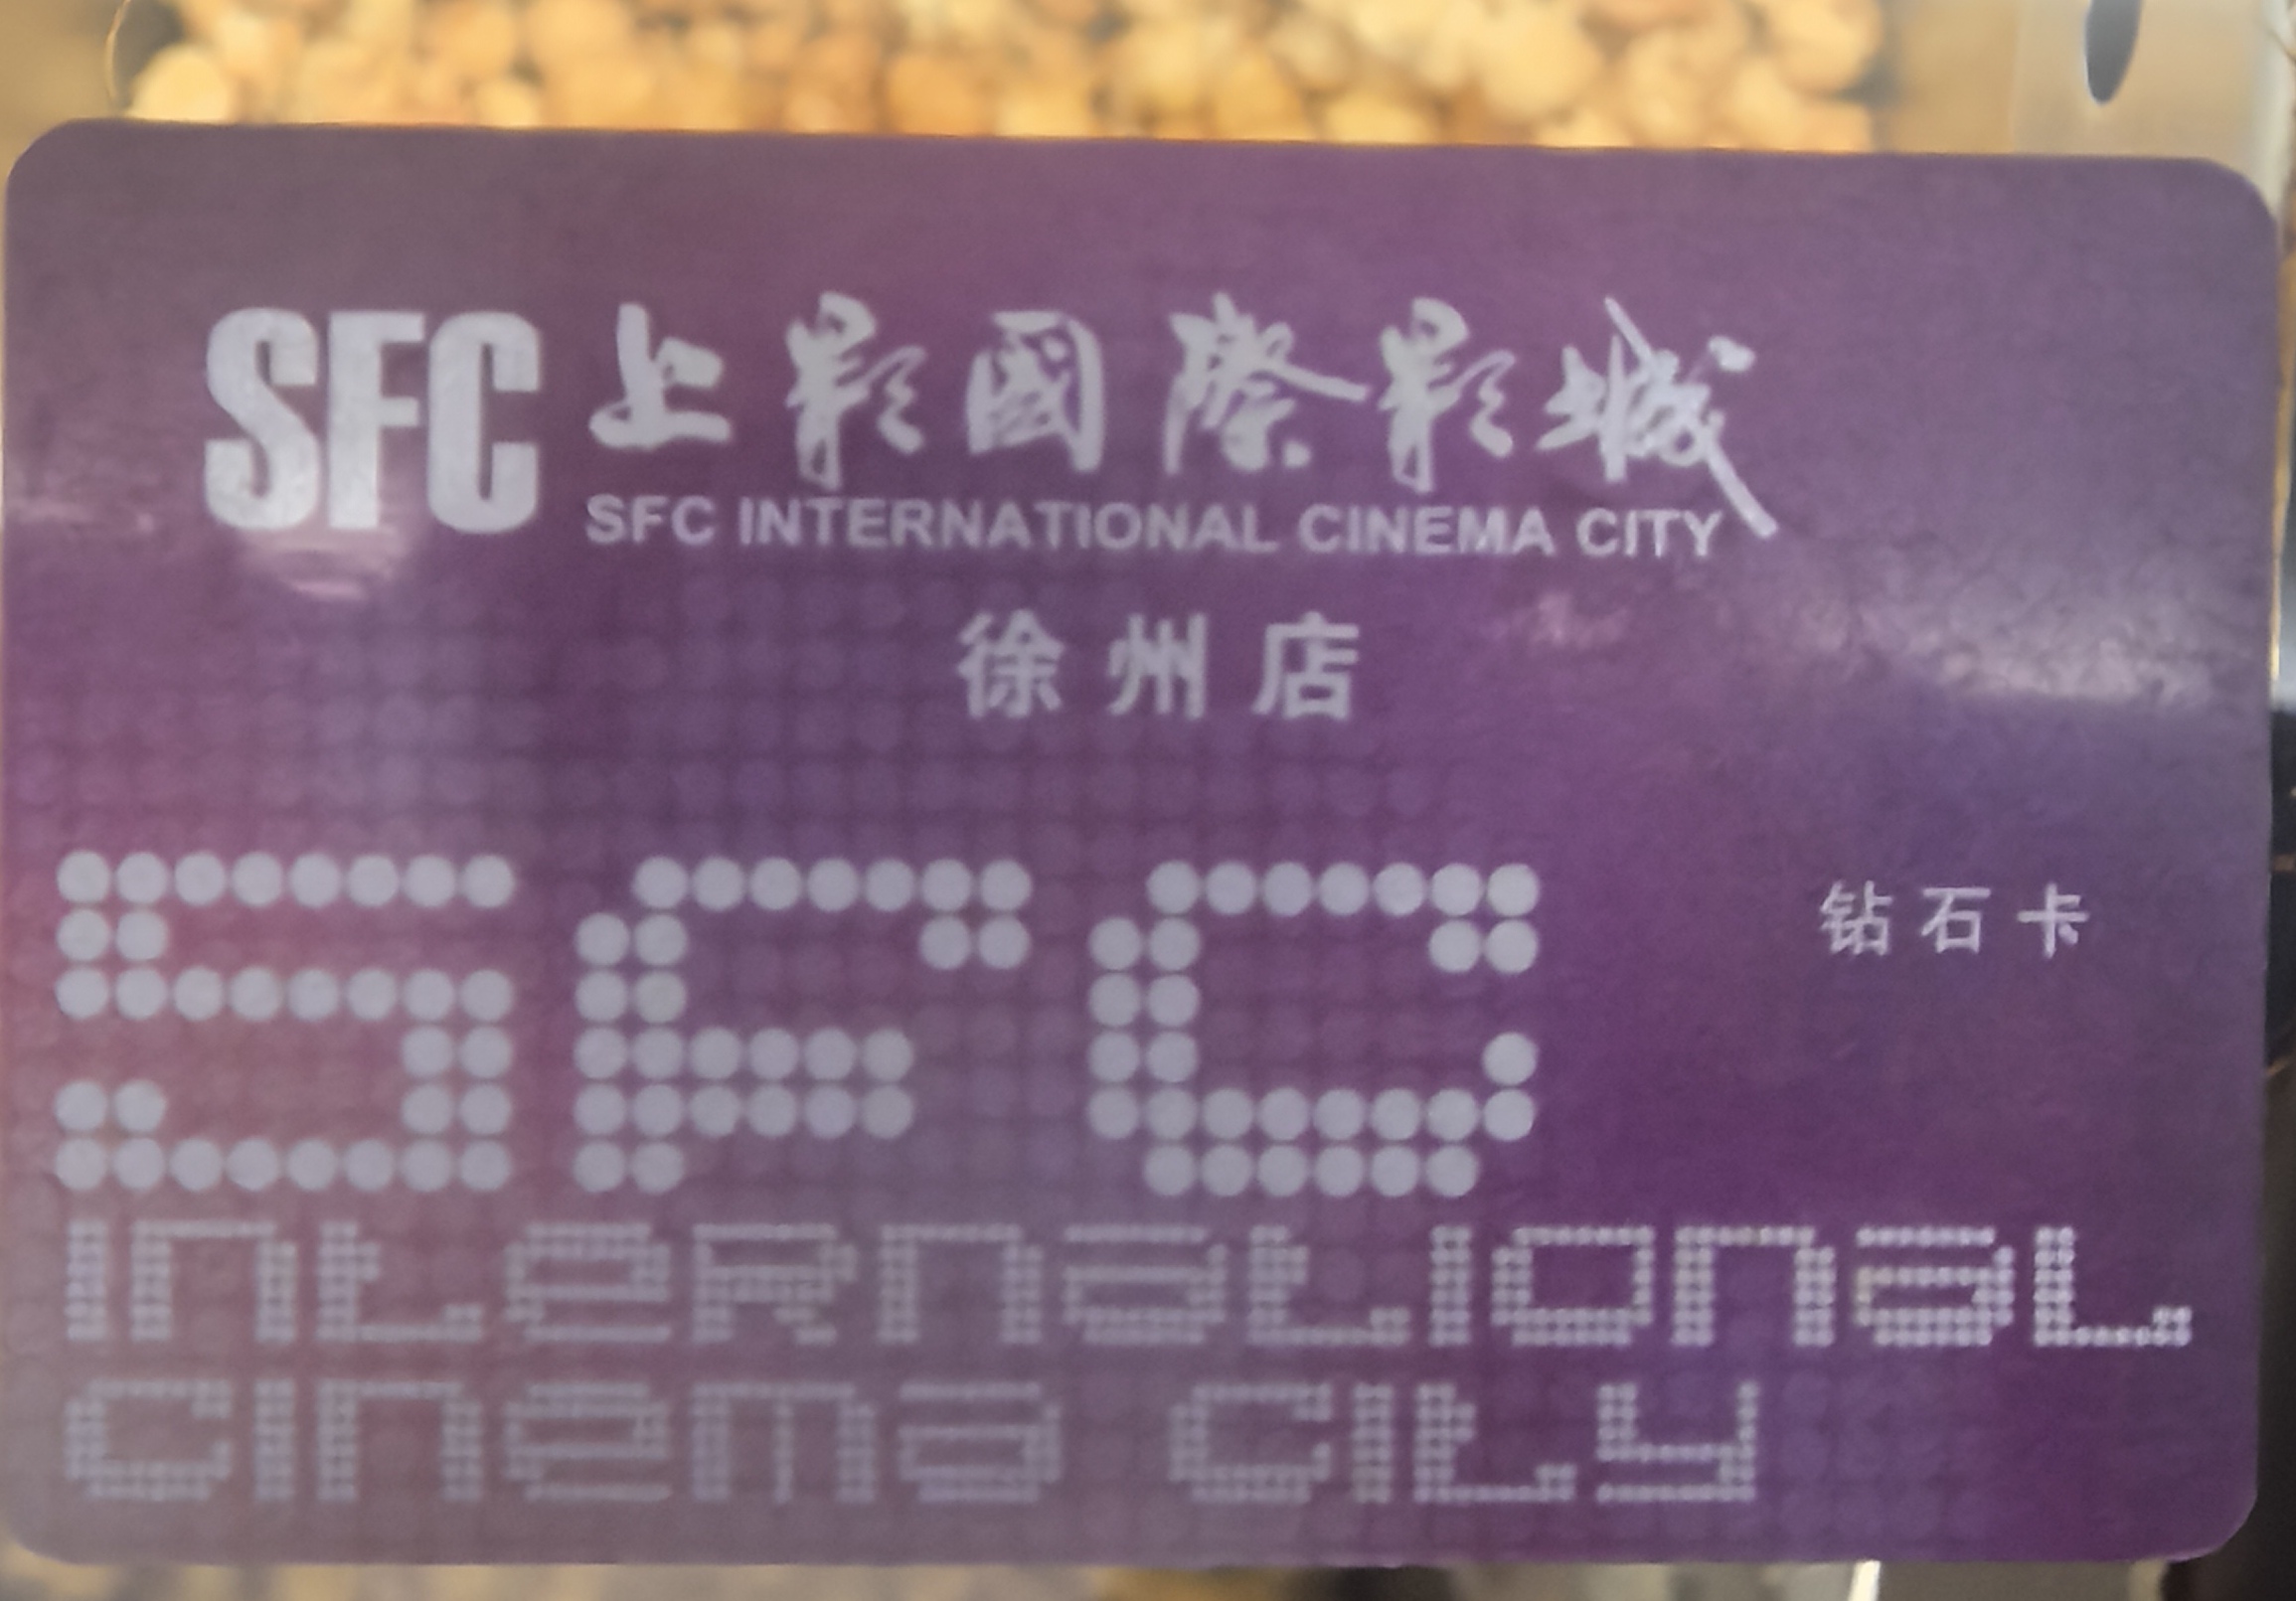 SFC 上影國際影城
SFC INTERNATIONAL CINEMA CITY
徐州店
钻石卡
SFC
InternatIonaL
CInema CIty